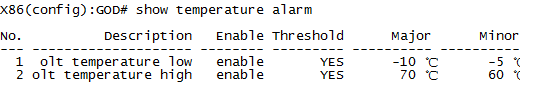 X86(config):GOD# show temperature alarm
No. Description Enable Threshold Major Minor
--- -------------------- ------- --------- ------------ ------------
1 olt temperature low enable YES -10 ℃ -5 ℃
2 olt temperature high enable YES 70 ℃ 60 ℃